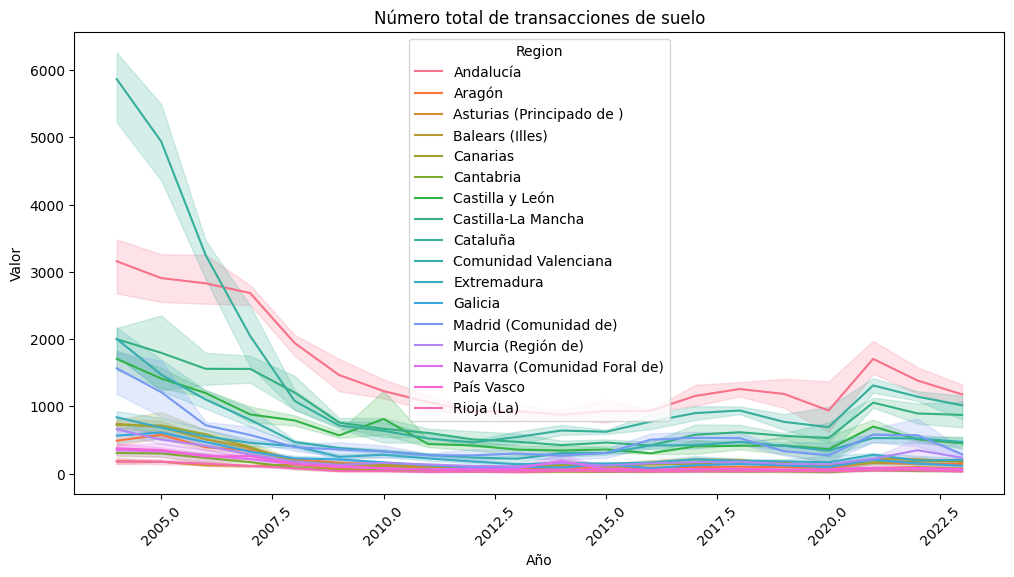 Número total de transacciones de suelo
Region
Andalucía
Aragón
Asturias (Principado de )
Balears (Illes)
Canarias
Cantabria
Castilla y León
Castilla-La Mancha
Cataluña
Comunidad Valenciana
Extremadura
Galicia
Madrid (Comunidad de)
Murcia (Región de)
Navarra (Comunidad Foral de)
País Vasco
Rioja (La)
Valor
6000
5000
4000
3000
2000
1000
0
2005.0
2007.5
2010.0
2012.5
2015.0
2017.5
2020.0
2022.5
Año